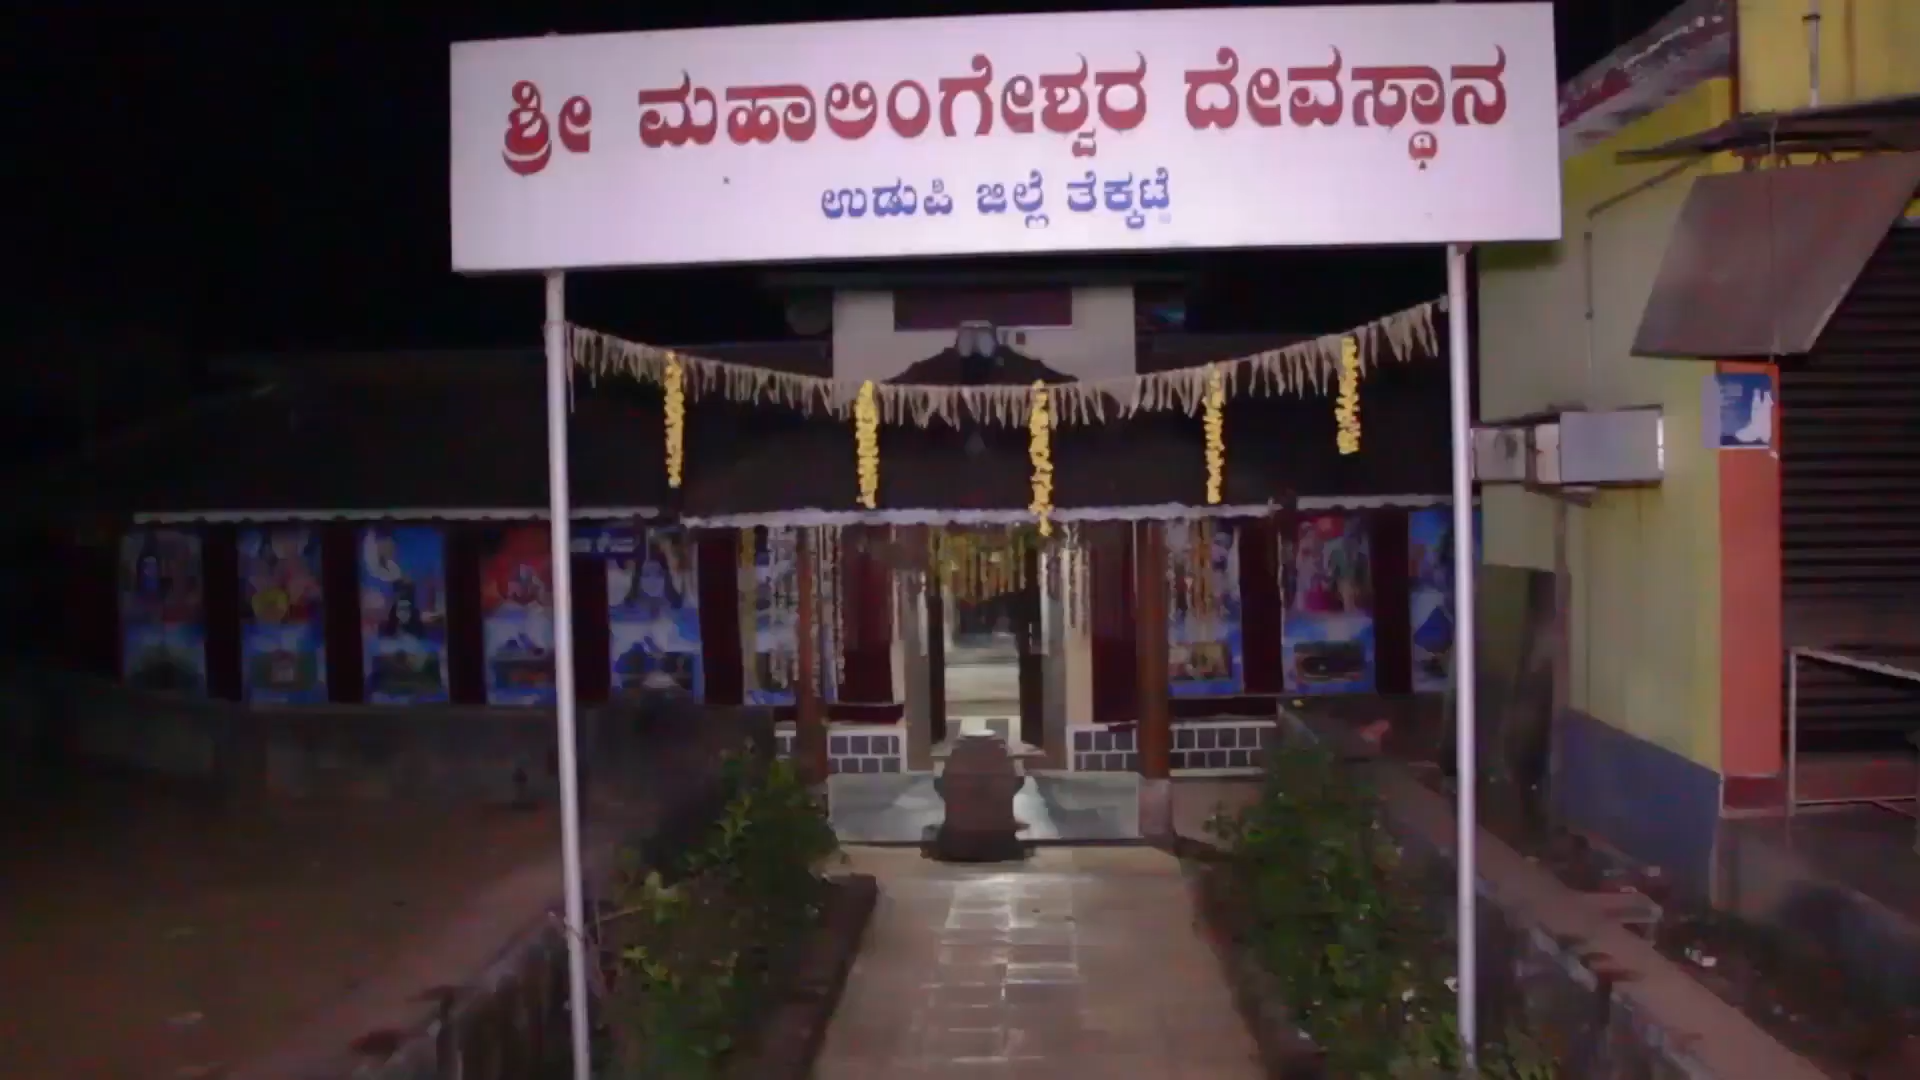 ಶ್ರೀ ಮಹಾಲಿಂಗೇಶ್ವರ ದೇವಸ್ಥಾನ
ಉಡುಪಿ ಜಿಲ್ಲೆ ತೆಕ್ಕಟ್ಟೆ